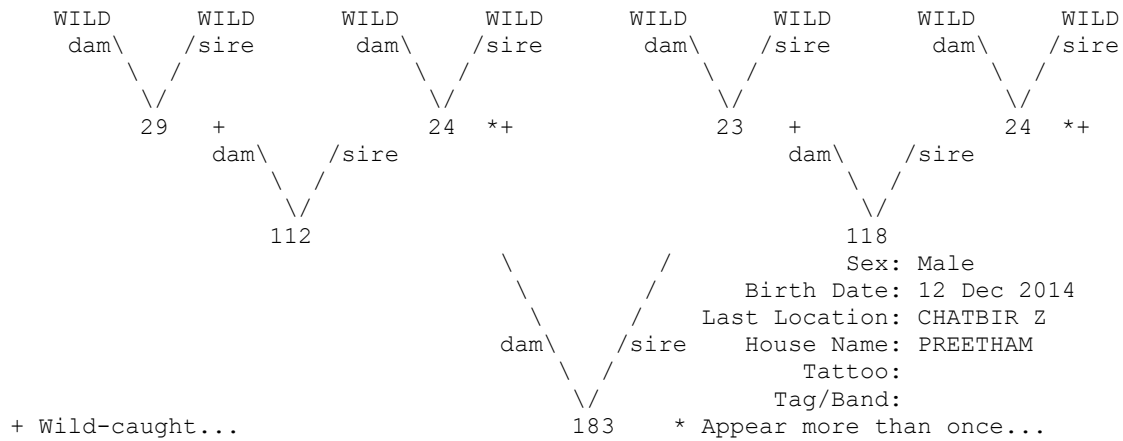 WILD WILD WILD WILD WILD WILD WILD WILD
dam\ /sire dam\ /sire dam\ /sire dam\ /sire
\ / \ / \ / \ /
\/ \/ \/ \/
29 + 24 *+ 23 + 24 *+
dam\ /sire dam\ /sire
\ / \ /
\/ \/
112 118
\ / Sex: Male
\ / Birth Date: 12 Dec 2014
\ / Last Location: CHATBIR Z
dam\ /sire House Name: PREETHAM
\ / Tattoo:
\/ Tag/Band:
+ Wild-caught... 183 * Appear more than once...